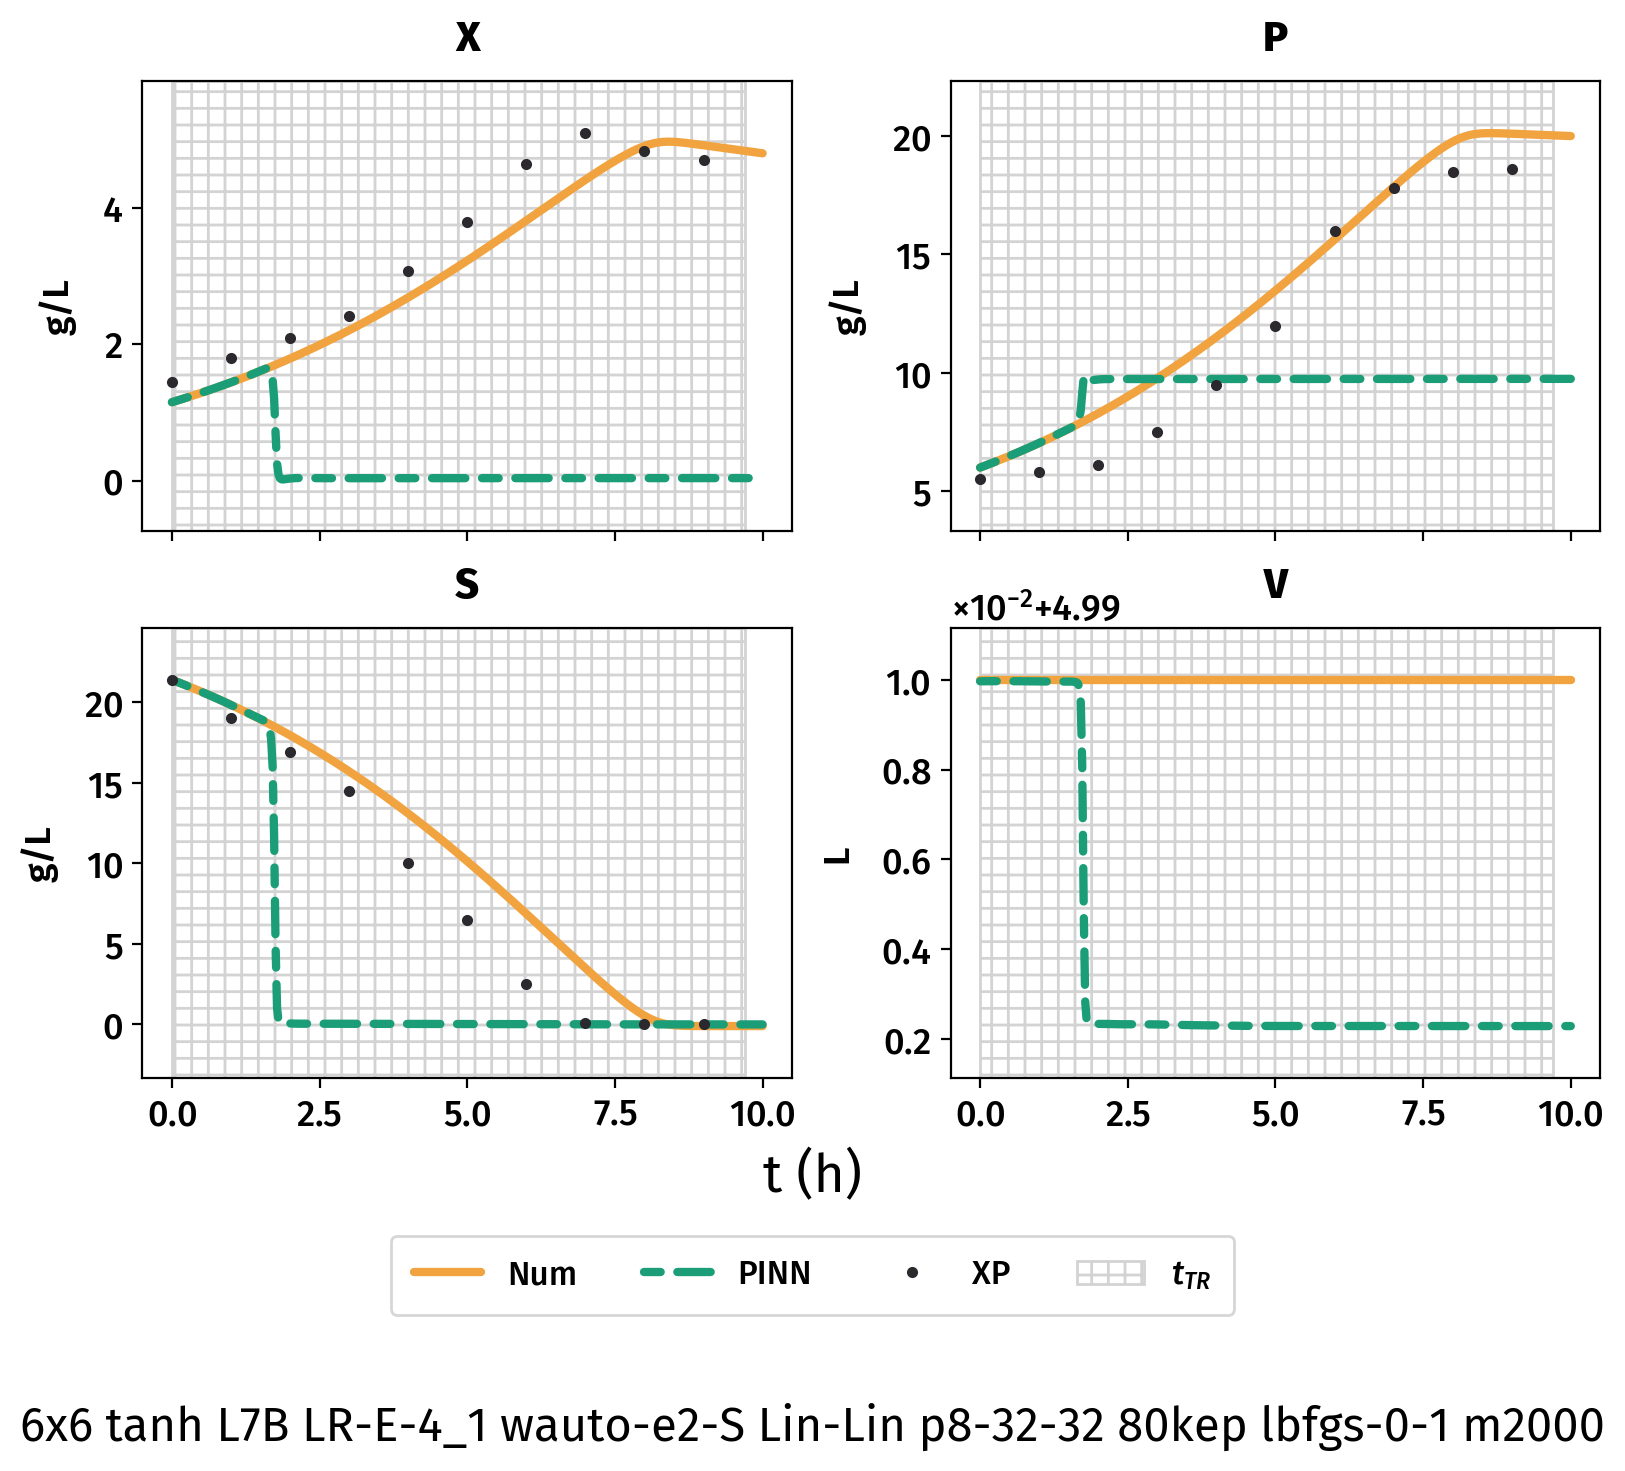 X
P
g/L
4
2
0
g/L
20
15
10
5
S
V
×10⁻²+4.99
g/L
20
15
10
5
0
L
1.0
0.8
0.6
0.4
0.2
0.0 2.5 5.0 7.5 10.0
0.0 2.5 5.0 7.5 10.0
t (h)
Num PINN XP t_TR
6x6 tanh L7B LR-E-4_1 wauto-e2-S Lin-Lin p8-32-32 80kep lbfgs-0-1 m2000